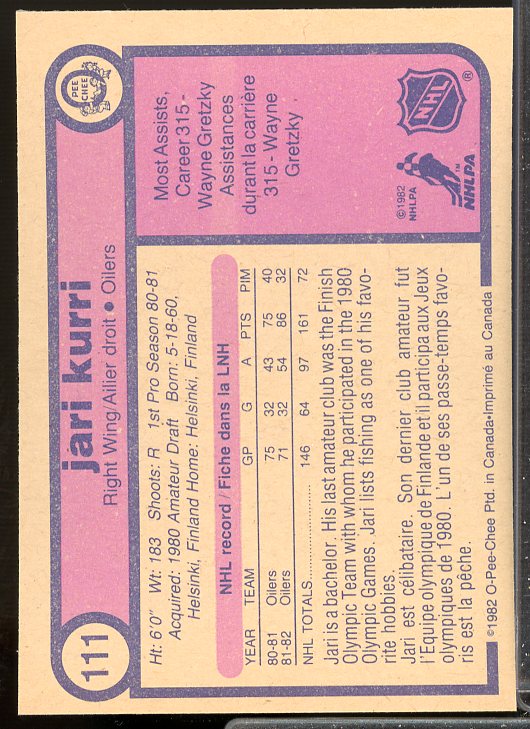 111
jari kurri
Right Wing/Ailier droit • Oilers
O PEE CHEE
Ht: 6'0" Wt: 183 Shoots: R 1st Pro Season 80-81
Acquired: 1980 Amateur Draft Born: 5-18-60,
Helsinki, Finland Home: Helsinki, Finland
NHL record / Fiche dans la LNH
YEAR TEAM GP G A PTS PIM
80-81 Oilers 75 32 43 75 40
81-82 Oilers 71 32 54 86 32
NHL TOTALS.......... 146 64 97 161 72
Jari is a bachelor. His last amateur club was the Finish
Olympic Team with whom he participated in the 1980
Olympic Games. Jari lists fishing as one of his favo-
rite hobbies.
Jari est célibataire. Son dernier club amateur fut
l'Equipe olympique de Finlande et il participa aux Jeux
olympiques de 1980. L'un de ses passe-temps favo-
ris est la pêche.
Most Assists,
Career 315 -
Wayne Gretzky
Assistances
durant la carrière
315 - Wayne
Gretzky
©1982
NHLPA
NHLPA™
NHL®
©1982 O-Pee-Chee Ptd. in Canada•Imprimé au Canada